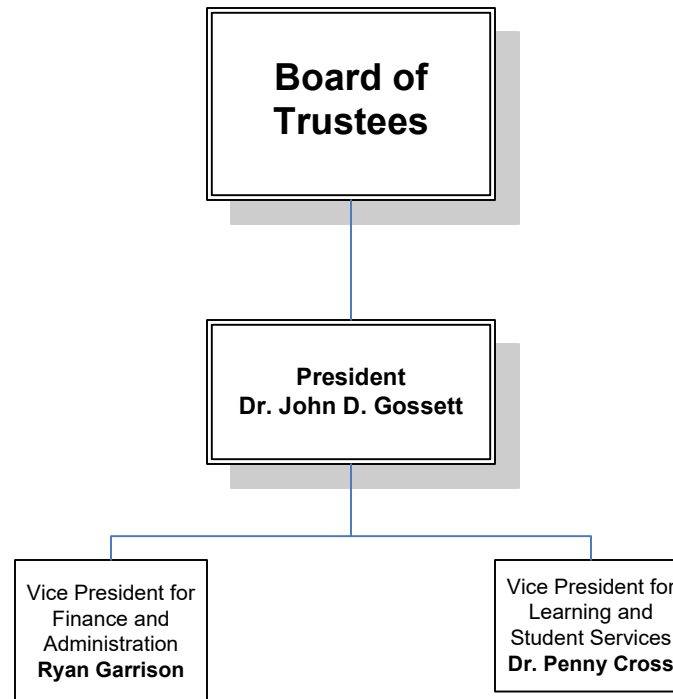 Board of
Trustees
President
Dr. John D. Gossett
Vice President for
Finance and
Administration
Ryan Garrison
Vice President for
Learning and
Student Services
Dr. Penny Cross